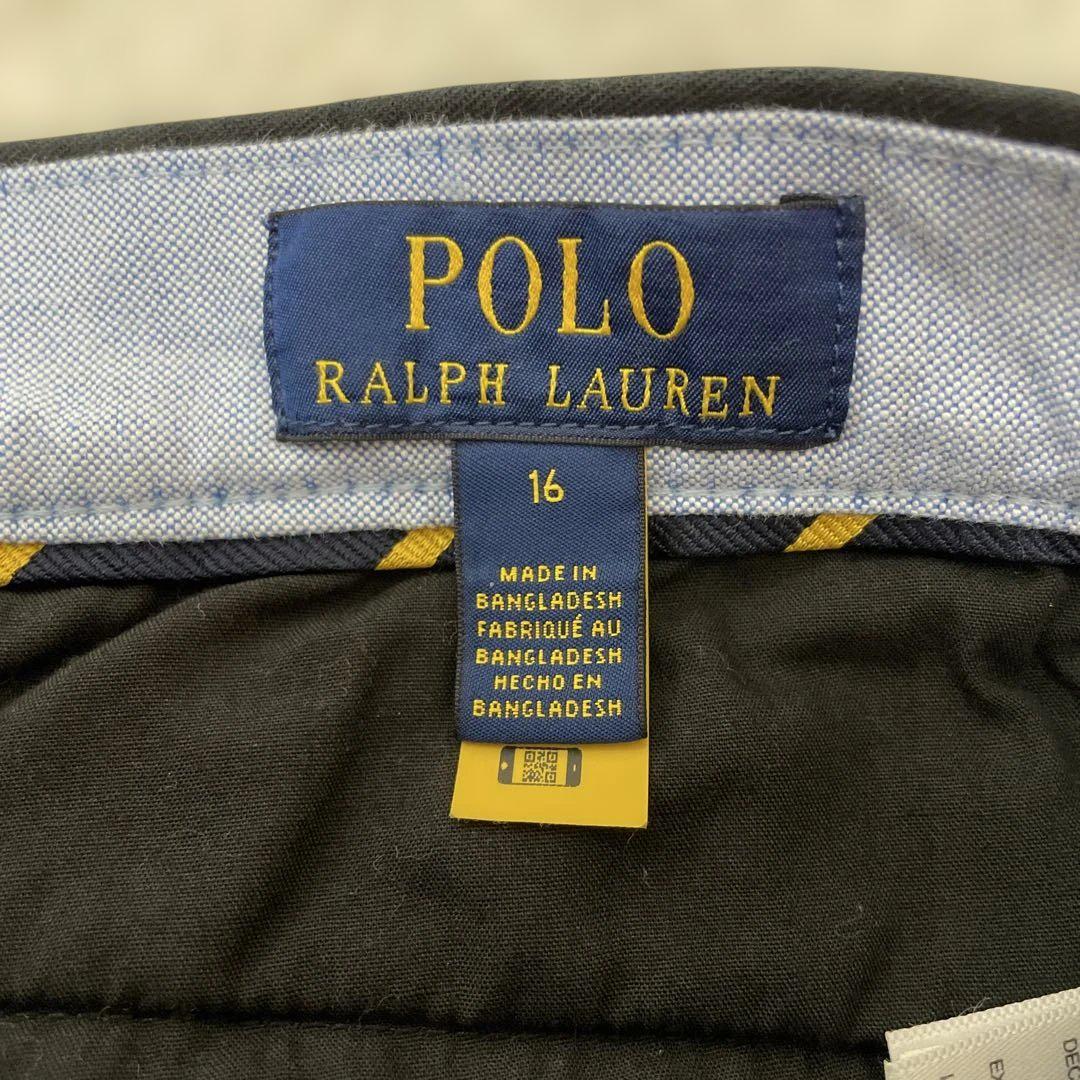 POLO
RALPH LAUREN
16
MADE IN
BANGLADESH
FABRIQUÉ AU
BANGLADESH
HECHO EN
BANGLADESH